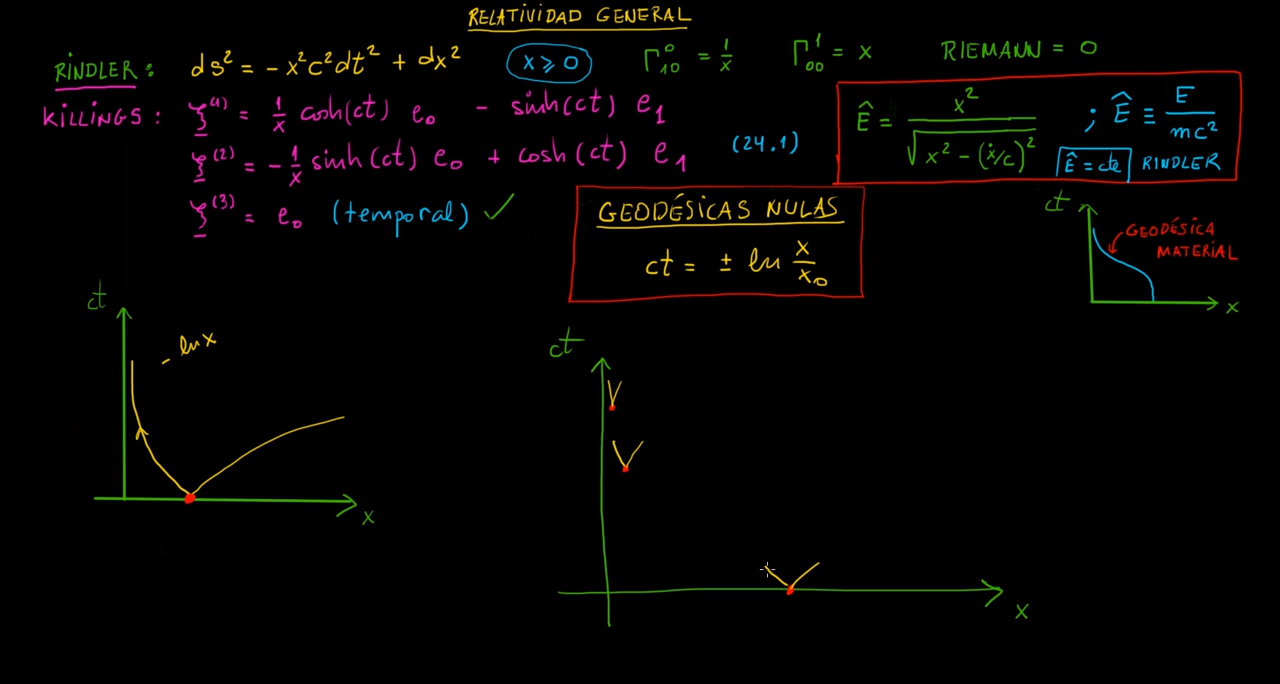 RELATIVIDAD GENERAL
RINDLER: ds² = - x²c²dt² + dx² x ⩾ 0 Γ⁰₁₀ = 1/x Γ¹₀₀ = x RIEMANN = 0
KILLINGS: ξ⁽¹⁾ = 1/x cosh(ct) e₀ - sinh(ct) e₁
ξ⁽²⁾ = - 1/x sinh(ct) e₀ + cosh(ct) e₁ (24.1)
ξ⁽³⁾ = e₀ (temporal) ✓
Ê = x² / √(x² - (ẋ/c)²) ; Ê ≡ E/mc²
Ê = cte RINDLER
GEODÉSICAS NULAS
ct = ± ln x/x₀
ct
GEODÉSICA
MATERIAL
x
ct
- ln x
x
ct
x